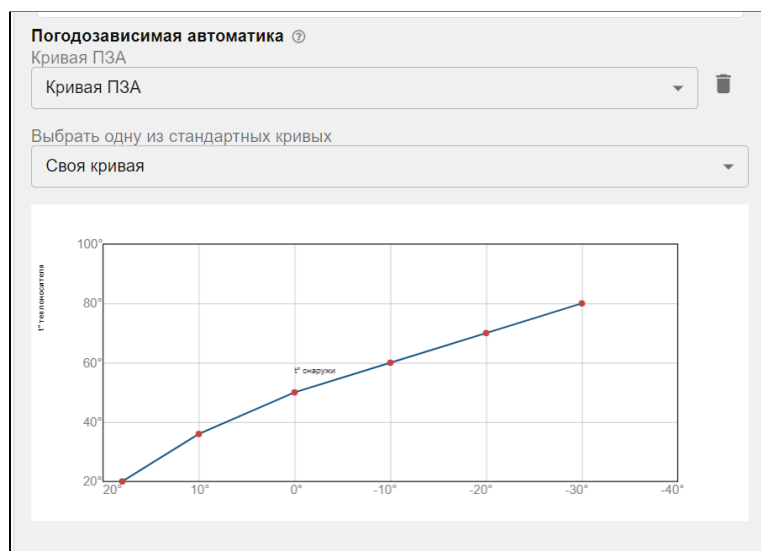 Погодозависимая автоматика
Кривая ПЗА
Кривая ПЗА
Выбрать одну из стандартных кривых
Своя кривая
100°
t° теплоносителя
80°
60°
t° снаружи
40°
20°
20° 10° 0° -10° -20° -30° -40°